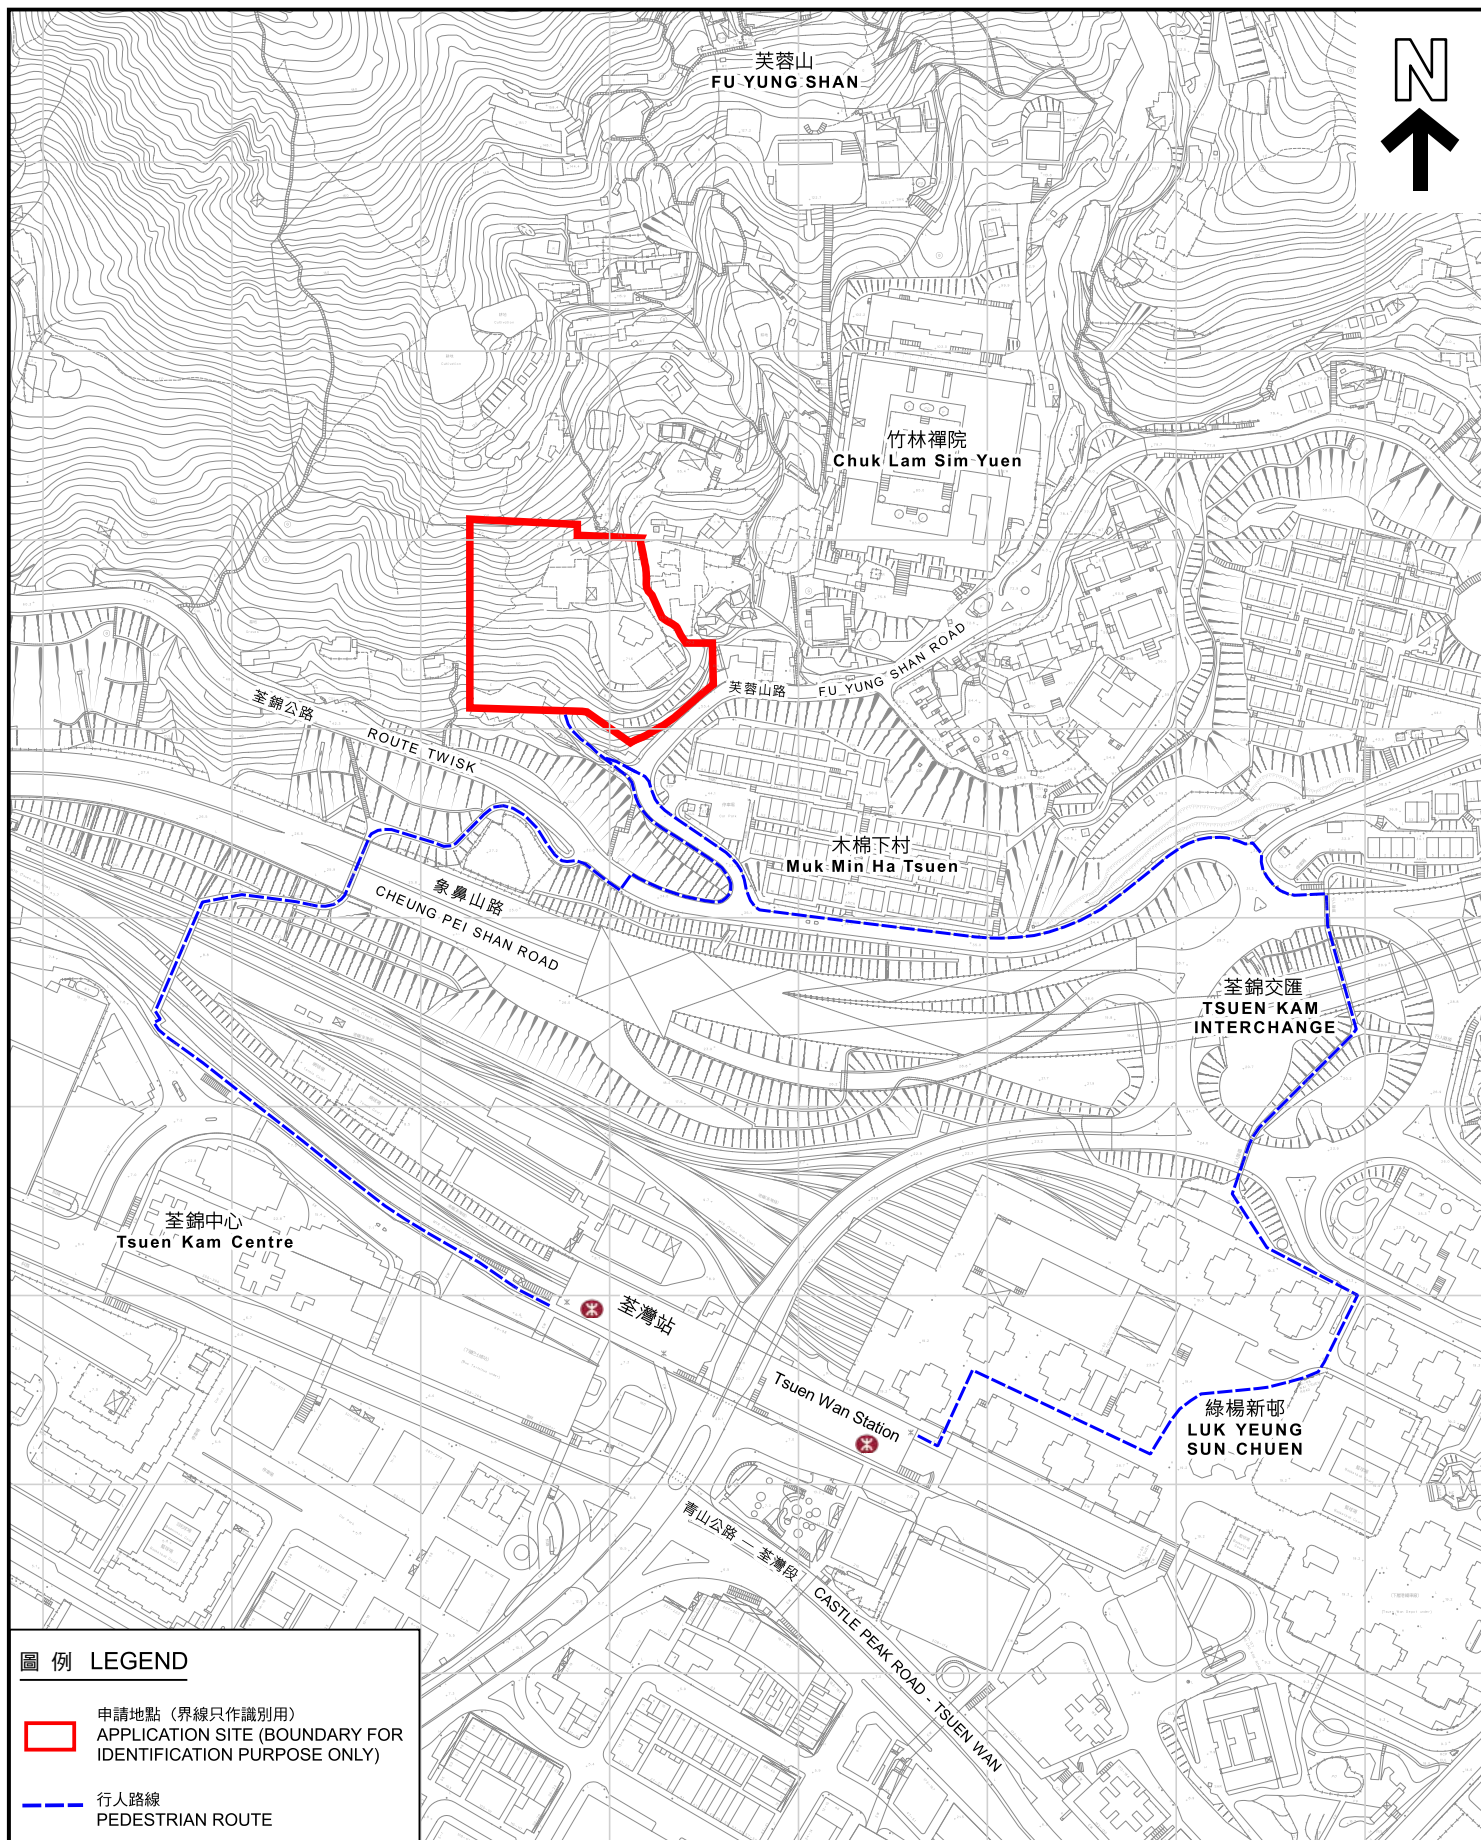 芙蓉山
FU YUNG SHAN
N
竹林禪院
Chuk Lam Sim Yuen
芙蓉山路
FU YUNG SHAN ROAD
荃錦公路
ROUTE TWISK
木棉下村
Muk Min Ha Tsuen
象鼻山路
CHEUNG PEI SHAN ROAD
荃錦交匯
TSUEN KAM
INTERCHANGE
荃錦中心
Tsuen Kam Centre
荃灣站
Tsuen Wan Station
綠楊新邨
LUK YEUNG
SUN CHUEN
青山公路 — 荃灣段
CASTLE PEAK ROAD - TSUEN WAN
圖 例 LEGEND
申請地點（界線只作識別用）
APPLICATION SITE (BOUNDARY FOR
IDENTIFICATION PURPOSE ONLY)
行人路線
PEDESTRIAN ROUTE